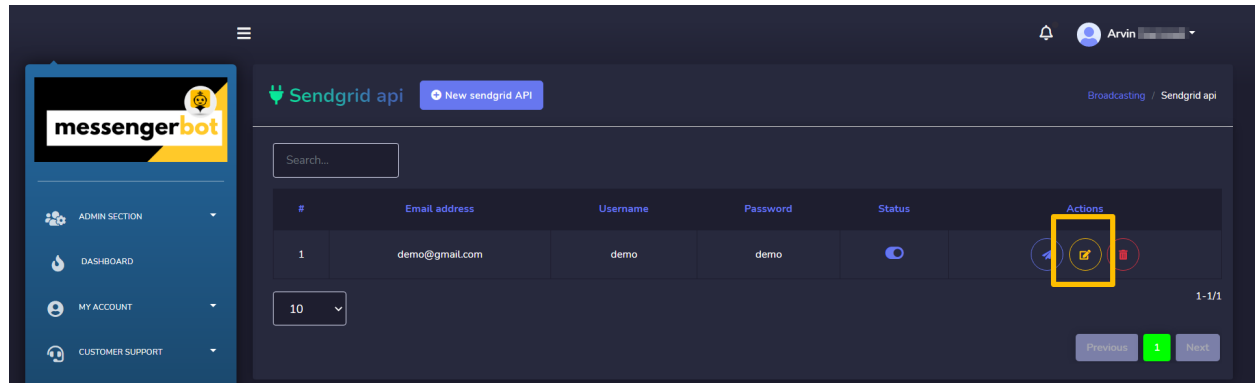 Arvin
messengerbot
Sendgrid api
New sendgrid API
Broadcasting / Sendgrid api
Search...
# Email address Username Password Status Actions
1 demo@gmail.com demo demo
10
1-1/1
Previous 1 Next
ADMIN SECTION
DASHBOARD
MY ACCOUNT
CUSTOMER SUPPORT